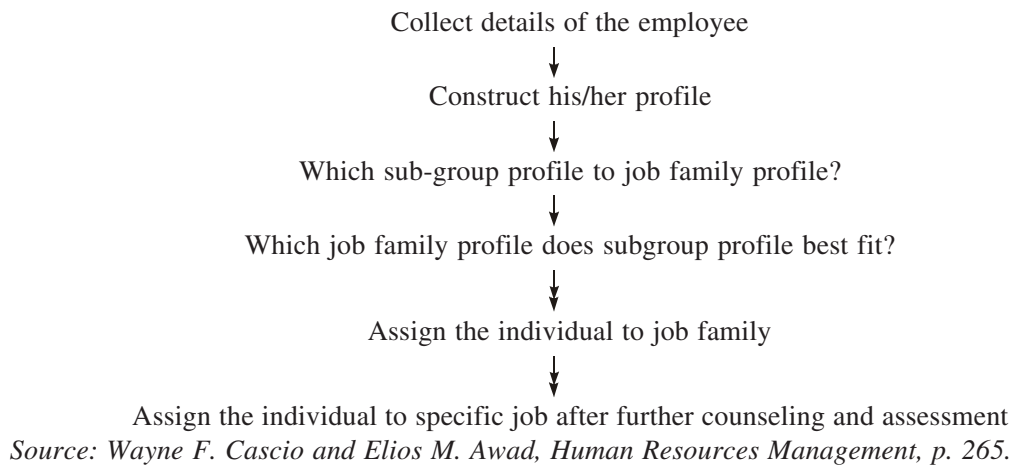 Collect details of the employee
Construct his/her profile
Which sub-group profile to job family profile?
Which job family profile does subgroup profile best fit?
Assign the individual to job family
Assign the individual to specific job after further counseling and assessment
Source: Wayne F. Cascio and Elios M. Awad, Human Resources Management, p. 265.